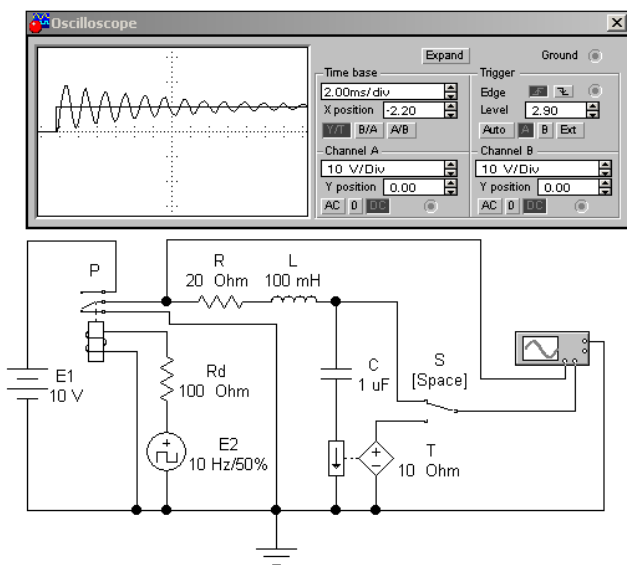 Oscilloscope
Expand
Ground
Time base
Trigger
2.00ms/div
Edge
X position -2.20
Level 2.90
Y/T B/A A/B
Auto A B Ext
Channel A
Channel B
10 V/Div
10 V/Div
Y position 0.00
Y position 0.00
AC 0 DC
AC 0 DC
P
R
L
20 Ohm
100 mH
E1
10 V
Rd
100 Ohm
C
1 uF
S
[Space]
E2
10 Hz/50%
T
10 Ohm